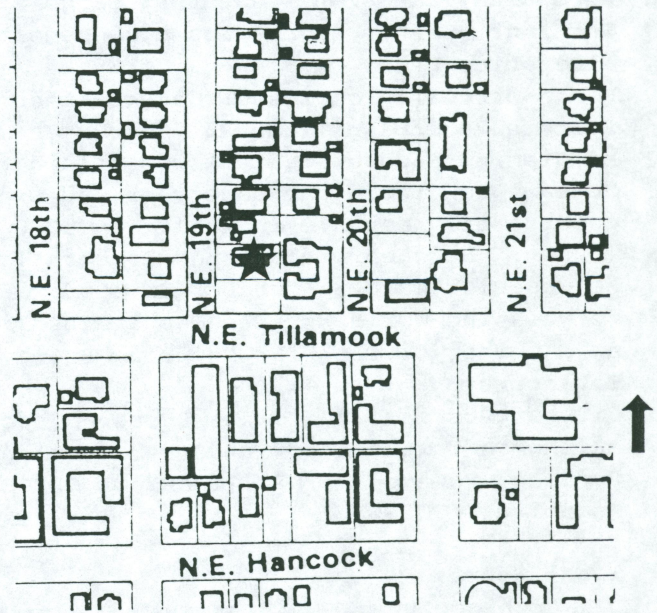 N.E. 18th
N.E. 19th
N.E. 20th
N.E. 21st
N.E. Tillamook
N.E. Hancock